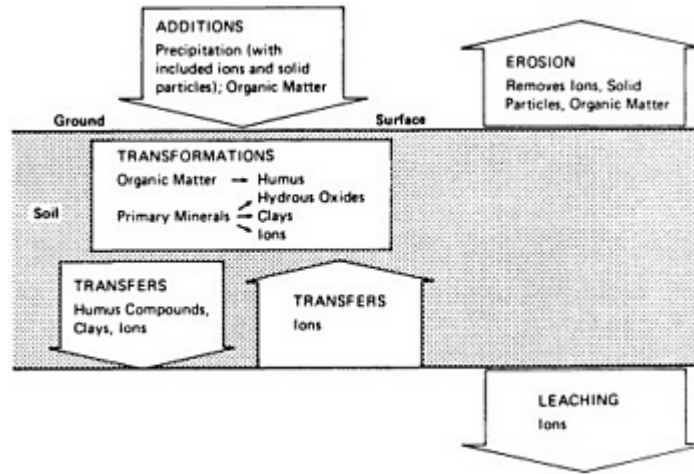 ADDITIONS
Precipitation (with
included ions and solid
particles); Organic Matter
EROSION
Removes Ions, Solid
Particles, Organic Matter
Ground
Surface
TRANSFORMATIONS
Organic Matter → Humus
Hydrous Oxides
Primary Minerals → Clays
Ions
Soil
TRANSFERS
Humus Compounds,
Clays, Ions
TRANSFERS
Ions
LEACHING
Ions